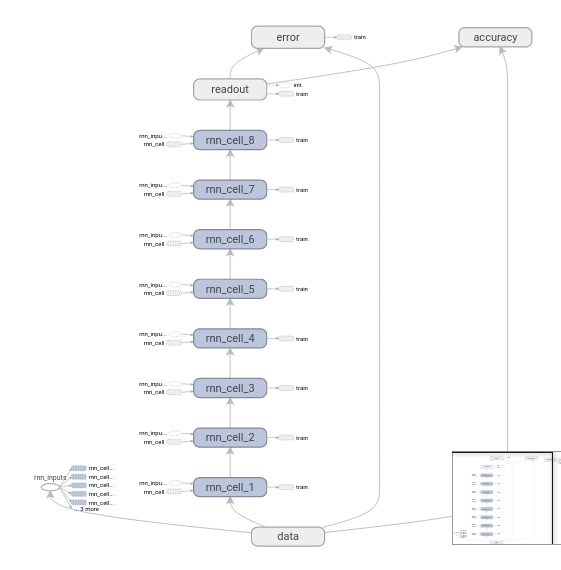 error
train
accuracy
readout
init
train
rnn_inpu...
rnn_cell
rnn_cell_8
train
rnn_inpu...
rnn_cell
rnn_cell_7
train
rnn_inpu...
rnn_cell
rnn_cell_6
train
rnn_inpu...
rnn_cell
rnn_cell_5
train
rnn_inpu...
rnn_cell
rnn_cell_4
train
rnn_inpu...
rnn_cell
rnn_cell_3
train
rnn_inpu...
rnn_cell
rnn_cell_2
train
rnn_inputs
rnn_cell...
rnn_cell...
rnn_cell...
rnn_cell...
rnn_cell...
... 3 more
rnn_inpu...
rnn_cell
rnn_cell_1
train
data